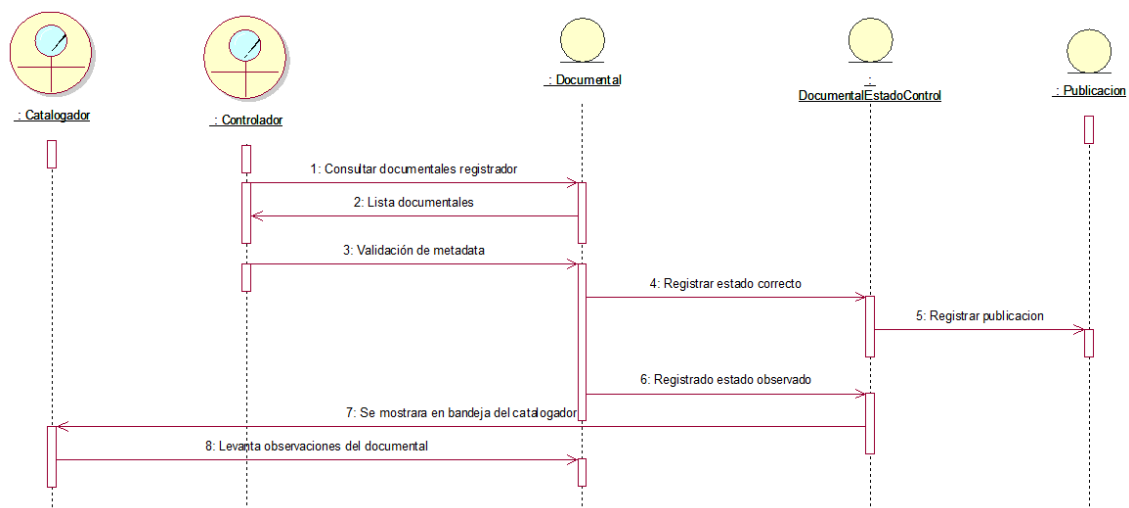 _: Catalogador
_: Controlador
_: Documental
_:
DocumentalEstadoControl
_: Publicacion
1: Consultar documentales registrador
2: Lista documentales
3: Validación de metadata
4: Registrar estado correcto
5: Registrar publicacion
6: Registrado estado observado
7: Se mostrara en bandeja del catalogador
8: Levanta observaciones del documental